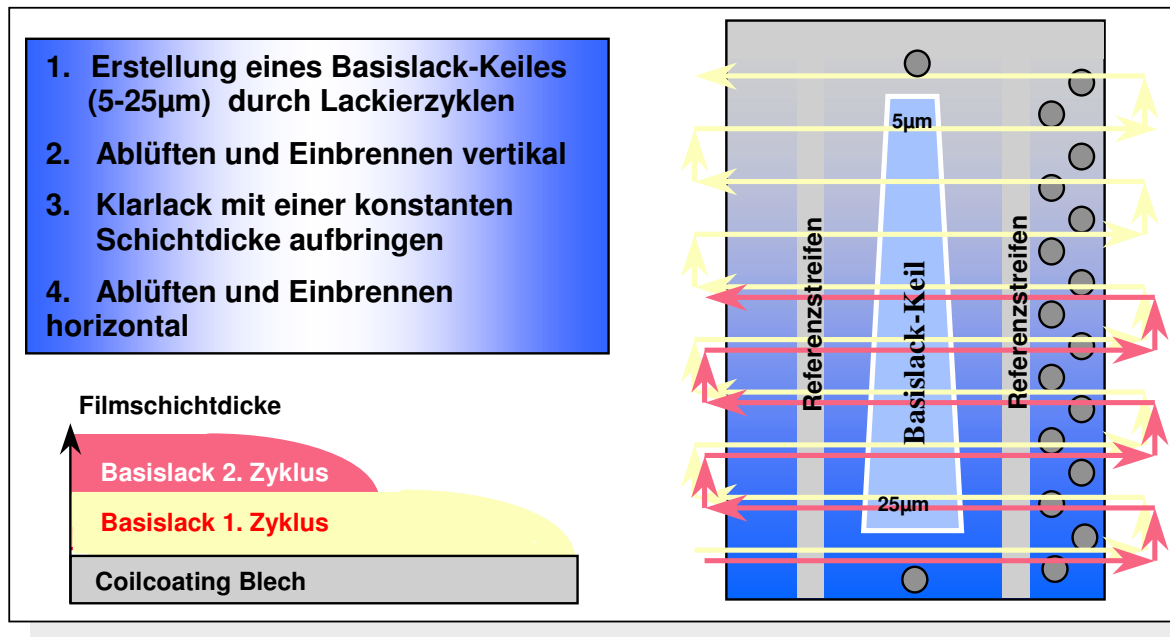 1. Erstellung eines Basislack-Keiles
(5-25µm) durch Lackierzyklen
2. Ablüften und Einbrennen vertikal
3. Klarlack mit einer konstanten
Schichtdicke aufbringen
4. Ablüften und Einbrennen
horizontal
Filmschichtdicke
Basislack 2. Zyklus
Basislack 1. Zyklus
Coilcoating Blech
5µm
Referenzstreifen
Basislack-Keil
Referenzstreifen
25µm